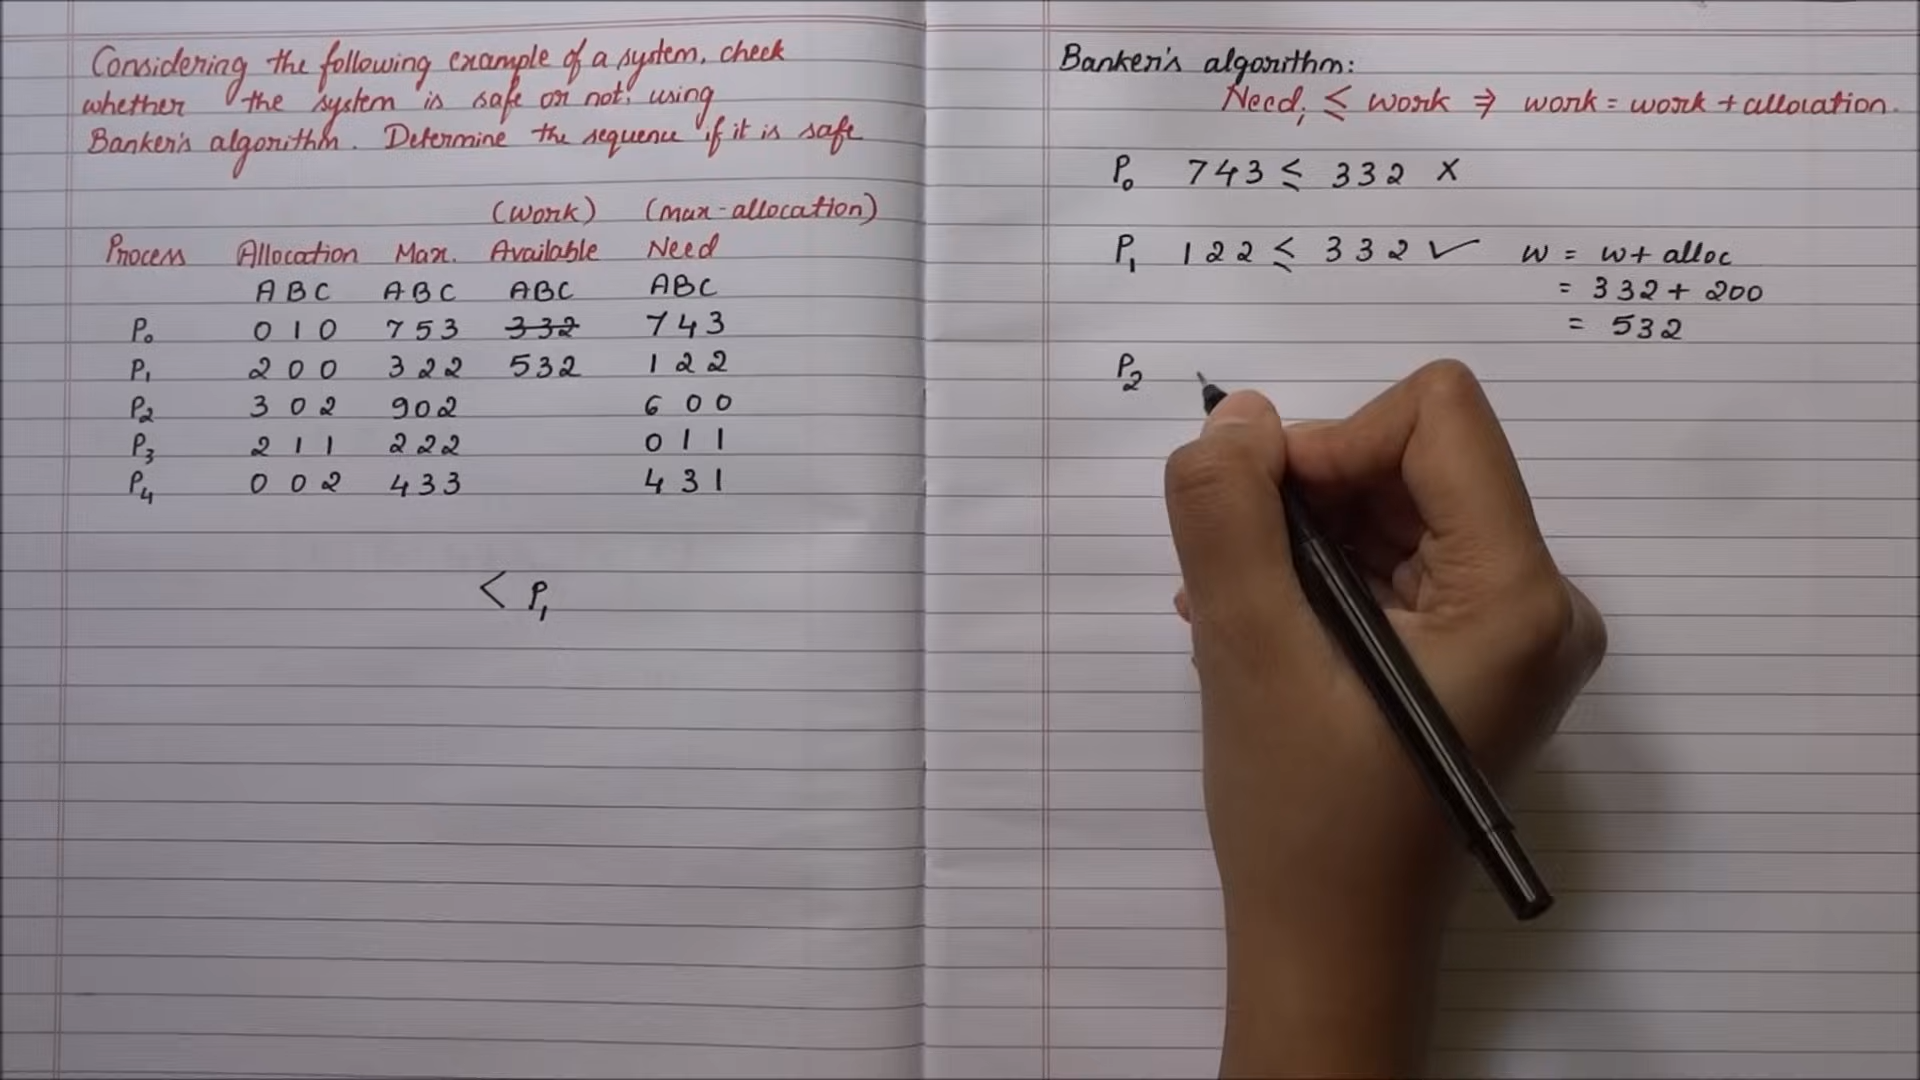 Considering the following example of a system, check
whether the system is safe or not, using
Banker's algorithm. Determine the sequence if it is safe
(work) (max-allocation)
Process Allocation Max. Available Need
A B C A B C A B C A B C
P0 0 1 0 7 5 3 3 3 2 7 4 3
P1 2 0 0 3 2 2 5 3 2 1 2 2
P2 3 0 2 9 0 2 6 0 0
P3 2 1 1 2 2 2 0 1 1
P4 0 0 2 4 3 3 4 3 1
< P1
Banker's algorithm:
Needi ≤ work ⇒ work = work + allocation.
P0 7 4 3 ≤ 3 3 2 X
P1 1 2 2 ≤ 3 3 2 ✓ w = w + alloc
= 3 3 2 + 2 0 0
= 5 3 2
P2